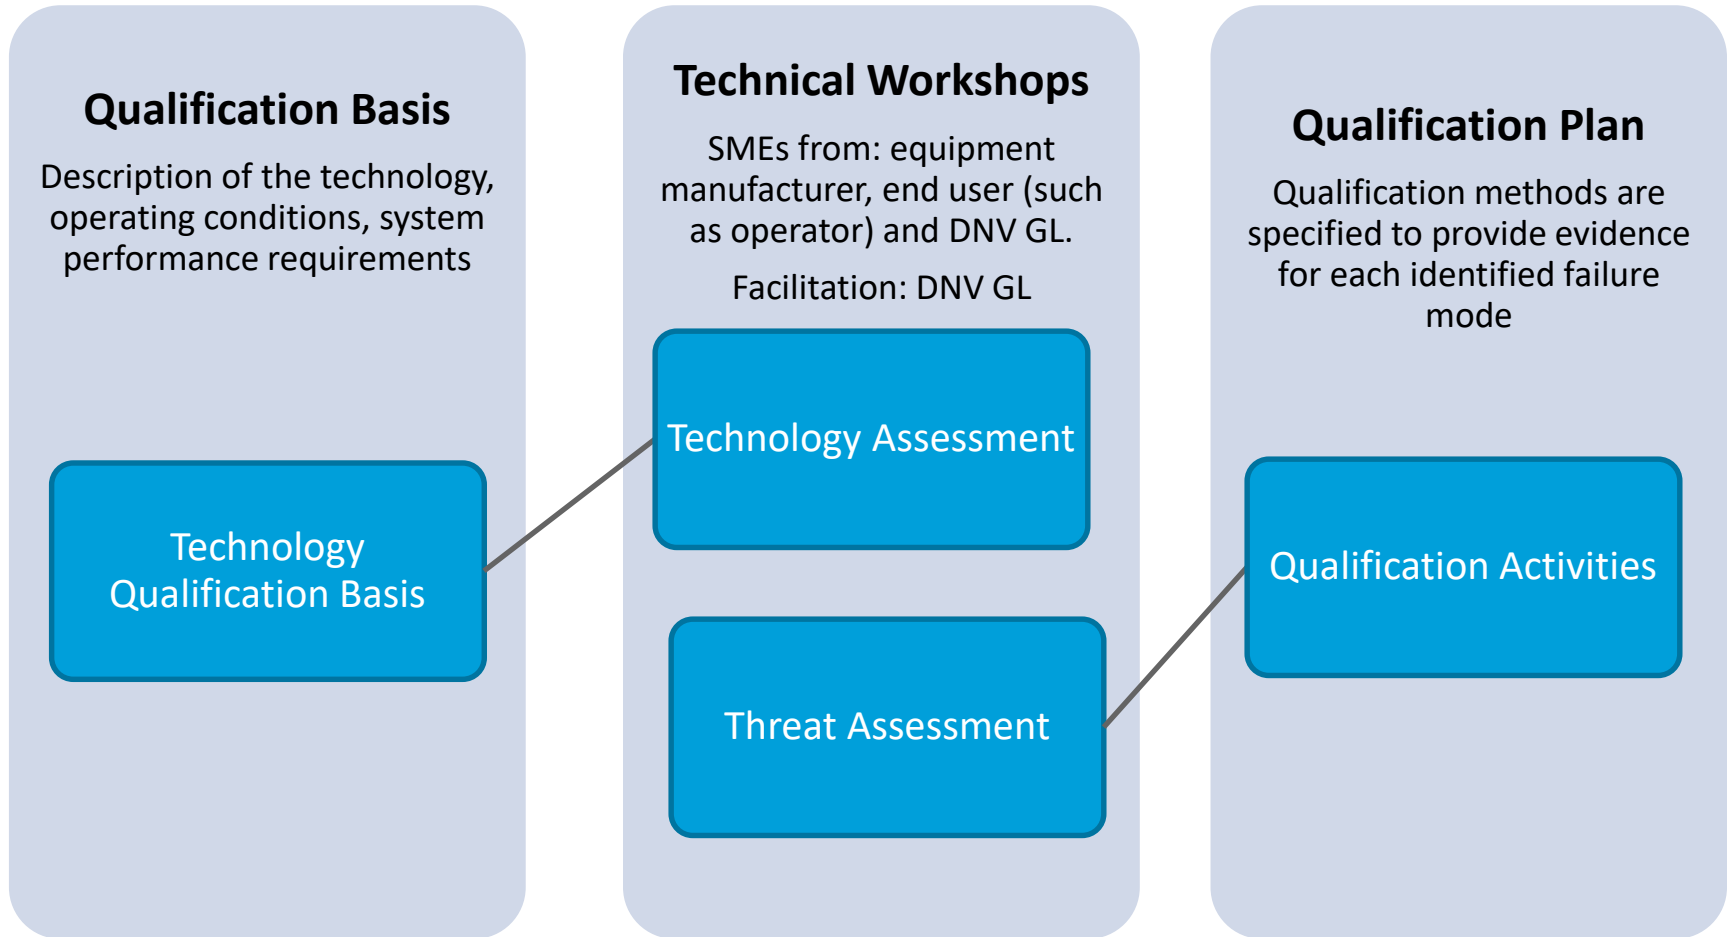 Qualification Basis
Description of the technology,
operating conditions, system
performance requirements
Technology
Qualification Basis
Technical Workshops
SMEs from: equipment
manufacturer, end user (such
as operator) and DNV GL.
Facilitation: DNV GL
Technology Assessment
Threat Assessment
Qualification Plan
Qualification methods are
specified to provide evidence
for each identified failure
mode
Qualification Activities